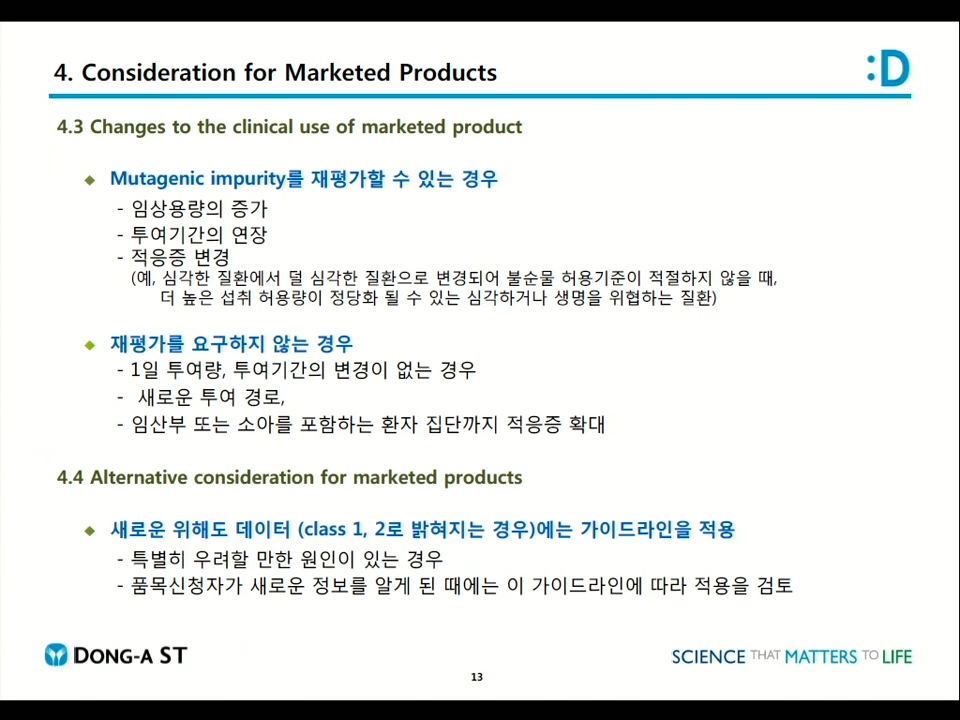 4. Consideration for Marketed Products
:D
4.3 Changes to the clinical use of marketed product
◆ Mutagenic impurity를 재평가할 수 있는 경우
- 임상용량의 증가
- 투여기간의 연장
- 적응증 변경
(예, 심각한 질환에서 덜 심각한 질환으로 변경되어 불순물 허용기준이 적절하지 않을 때,
더 높은 섭취 허용량이 정당화 될 수 있는 심각하거나 생명을 위협하는 질환)
◆ 재평가를 요구하지 않는 경우
- 1일 투여량, 투여기간의 변경이 없는 경우
- 새로운 투여 경로,
- 임산부 또는 소아를 포함하는 환자 집단까지 적응증 확대
4.4 Alternative consideration for marketed products
◆ 새로운 위해도 데이터 (class 1, 2로 밝혀지는 경우)에는 가이드라인을 적용
- 특별히 우려할 만한 원인이 있는 경우
- 품목신청자가 새로운 정보를 알게 된 때에는 이 가이드라인에 따라 적용을 검토
DONG-A ST
SCIENCE THAT MATTERS TO LIFE
13